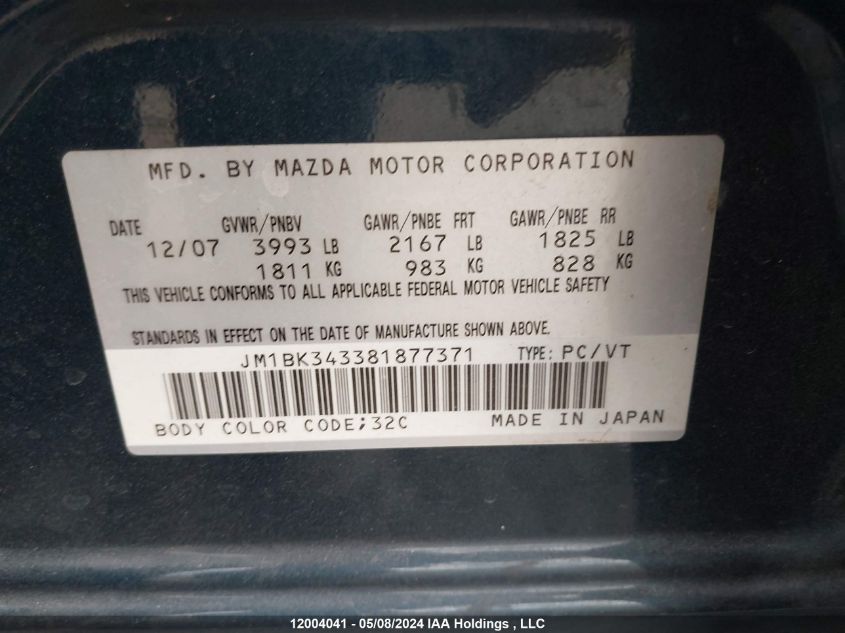 MFD. BY MAZDA MOTOR CORPORATION
DATE GVWR/PNBV GAWR/PNBE FRT GAWR/PNBE RR
12/07 3993 LB 2167 LB 1825 LB
1811 KG 983 KG 828 KG
THIS VEHICLE CONFORMS TO ALL APPLICABLE FEDERAL MOTOR VEHICLE SAFETY
STANDARDS IN EFFECT ON THE DATE OF MANUFACTURE SHOWN ABOVE.
JM1BK343381877371 TYPE: PC/VT
BODY COLOR CODE;32C MADE IN JAPAN
12004041 - 05/08/2024 IAA Holdings , LLC